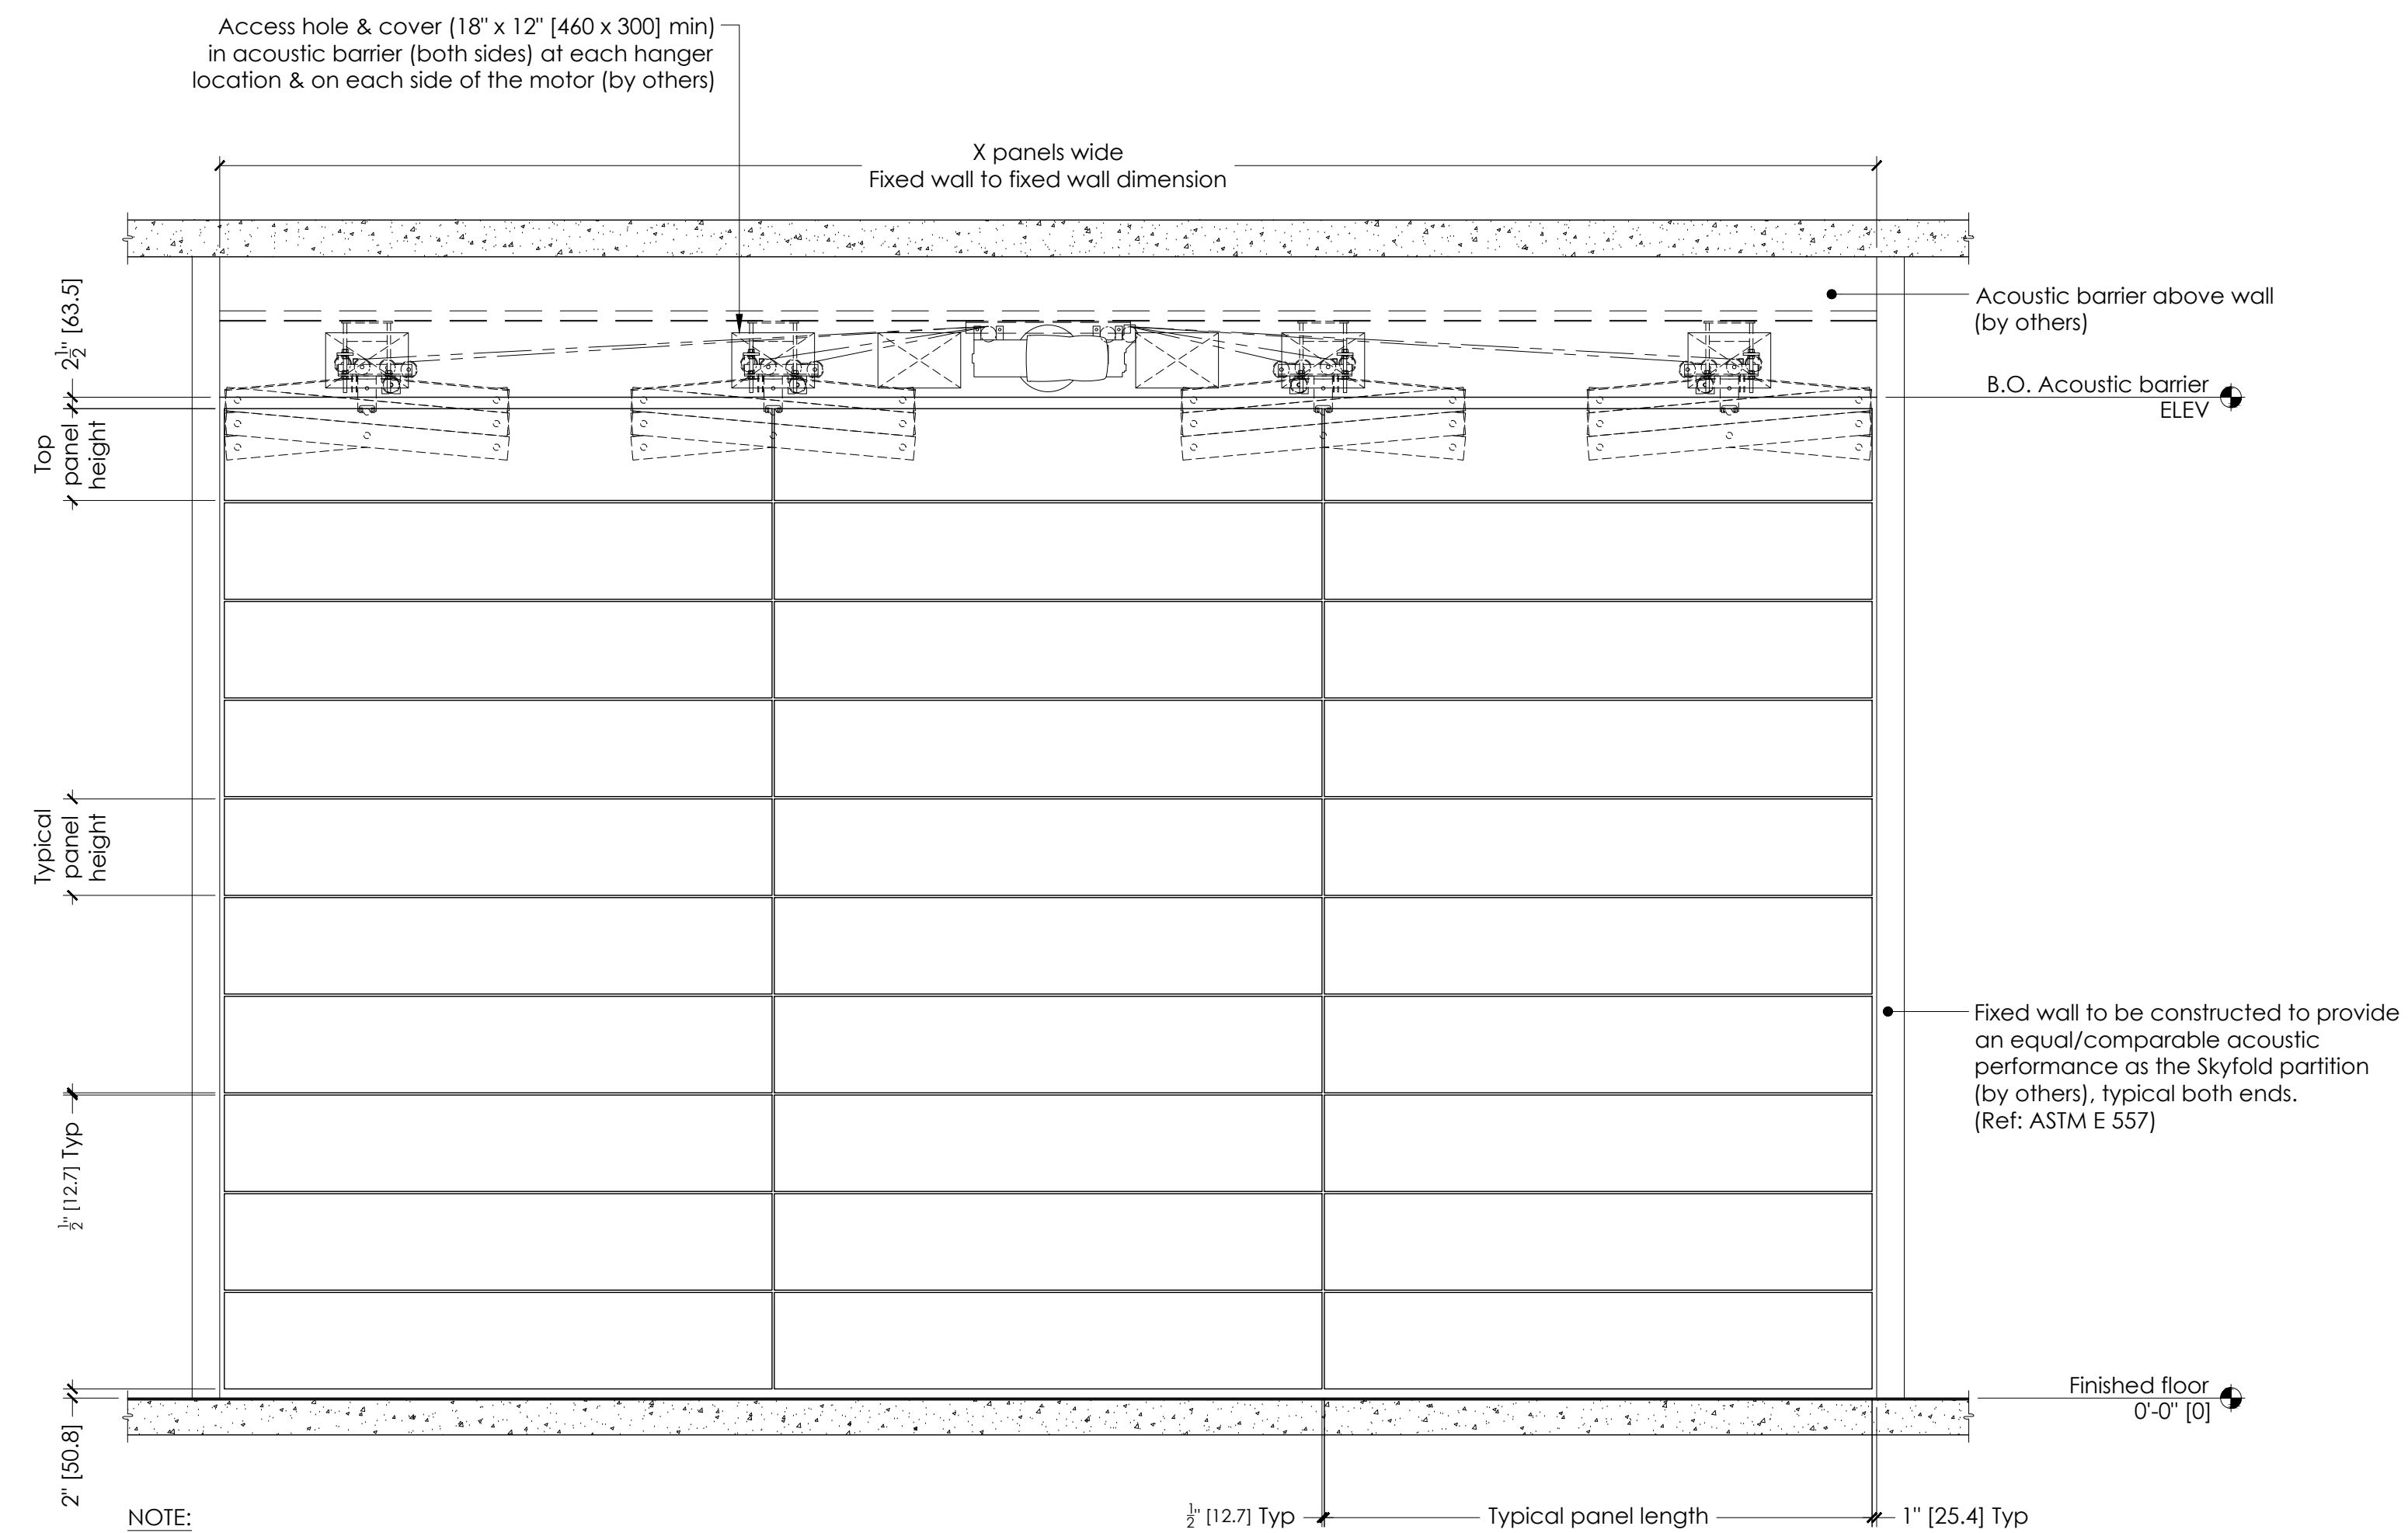 Access hole & cover (18" x 12" [460 x 300] min)
in acoustic barrier (both sides) at each hanger
location & on each side of the motor (by others)
X panels wide
Fixed wall to fixed wall dimension
2½" [63.5]
Acoustic barrier above wall
(by others)
B.O. Acoustic barrier
ELEV
Top
panel
height
Typical
panel
height
Fixed wall to be constructed to provide
an equal/comparable acoustic
performance as the Skyfold partition
(by others), typical both ends.
(Ref: ASTM E 557)
½" [12.7] Typ
Finished floor
0'-0" [0]
2" [50.8]
NOTE:
½" [12.7] Typ
Typical panel length
1" [25.4] Typ